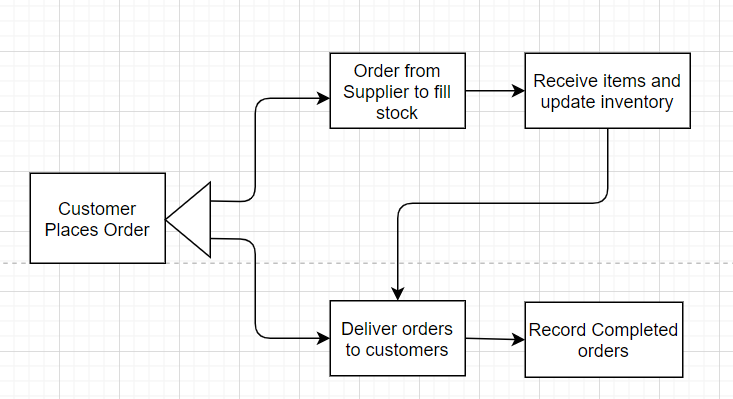 Order from
Supplier to fill
stock
Receive items and
update inventory
Customer
Places Order
Deliver orders
to customers
Record Completed
orders